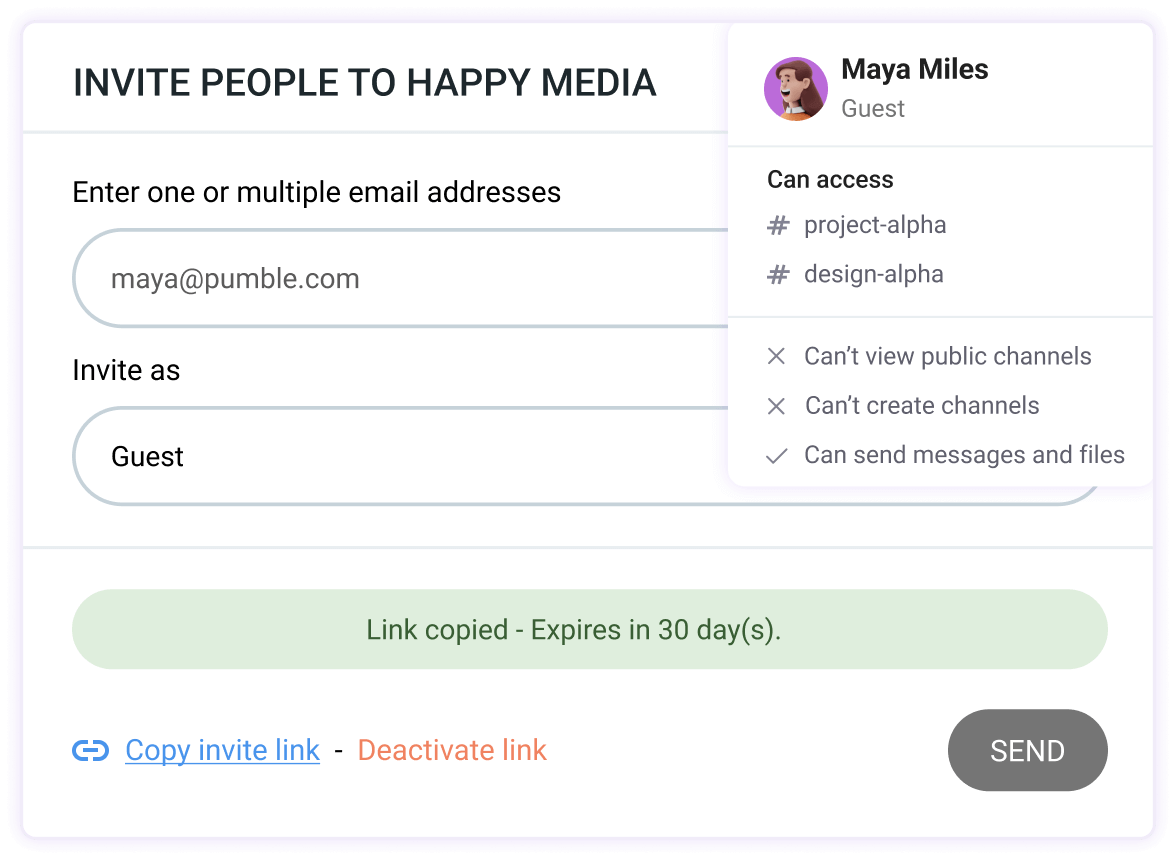 INVITE PEOPLE TO HAPPY MEDIA
Enter one or multiple email addresses
maya@pumble.com
Invite as
Guest
Maya Miles
Guest
Can access
# project-alpha
# design-alpha
Can’t view public channels
Can’t create channels
Can send messages and files
Link copied - Expires in 30 day(s).
Copy invite link - Deactivate link
SEND